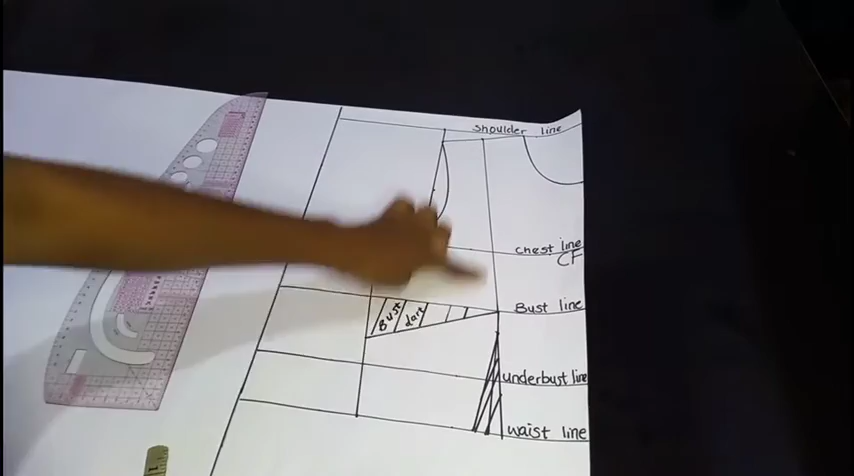 Shoulder line
Chest line
CF
Bust line
Bust
dart
underbust line
waist line